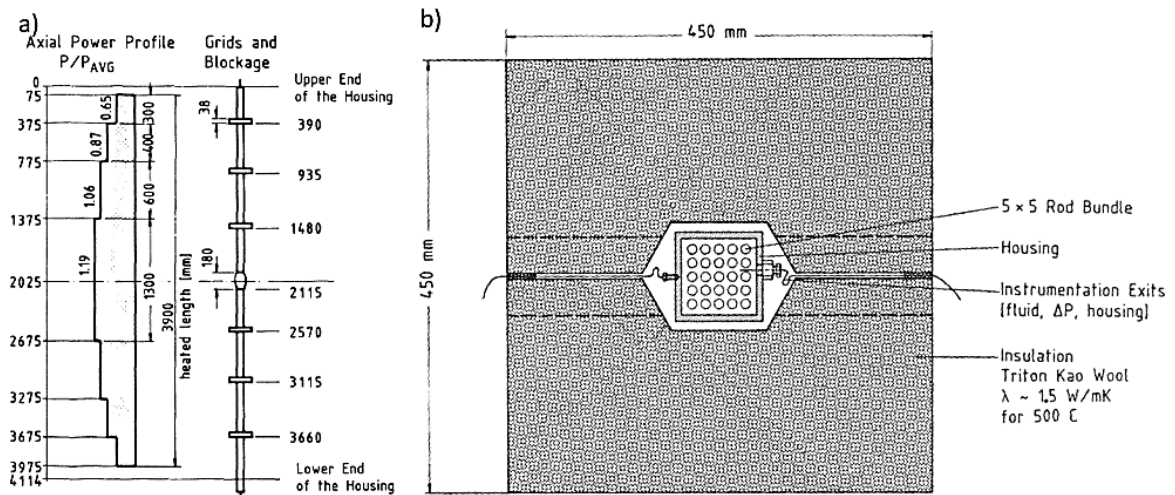 a)
Axial Power Profile
P/PAVG
Grids and
Blockage
0
75
375
775
1375
2025
2675
3275
3675
3975
4114
0.65
0.87
1.06
1.19
300
400
600
1300
3900
heated length [mm]
38
180
Upper End
of the Housing
390
935
1480
2115
2570
3115
3660
Lower End
of the Housing
b)
450 mm
450 mm
5 × 5 Rod Bundle
Housing
Instrumentation Exits
(fluid, ΔP, housing)
Insulation
Triton Kao Wool
λ ~ 1.5 W/mK
for 500 C